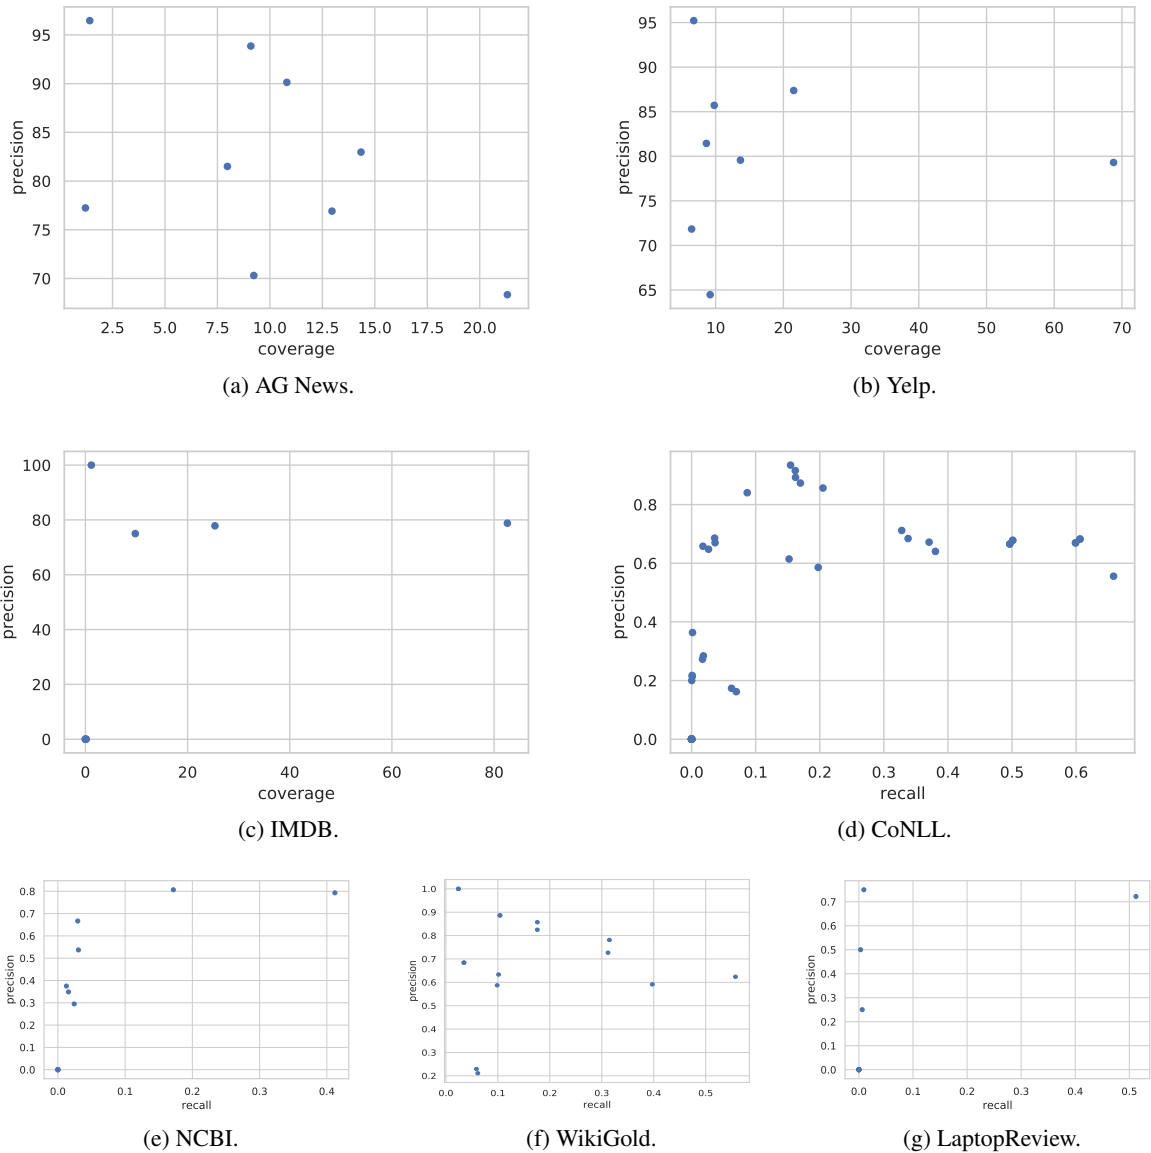 precision
95
90
85
80
75
70
2.5 5.0 7.5 10.0 12.5 15.0 17.5 20.0
coverage
(a) AG News.
precision
95
90
85
80
75
70
65
10 20 30 40 50 60 70
coverage
(b) Yelp.
precision
100
80
60
40
20
0
0 20 40 60 80
coverage
(c) IMDB.
precision
0.8
0.6
0.4
0.2
0.0
0.0 0.1 0.2 0.3 0.4 0.5 0.6
recall
(d) CoNLL.
precision
0.8
0.7
0.6
0.5
0.4
0.3
0.2
0.1
0.0
0.0 0.1 0.2 0.3 0.4
recall
(e) NCBI.
precision
1.0
0.9
0.8
0.7
0.6
0.5
0.4
0.3
0.2
0.0 0.1 0.2 0.3 0.4 0.5
recall
(f) WikiGold.
precision
0.7
0.6
0.5
0.4
0.3
0.2
0.1
0.0
0.0 0.1 0.2 0.3 0.4 0.5
recall
(g) LaptopReview.